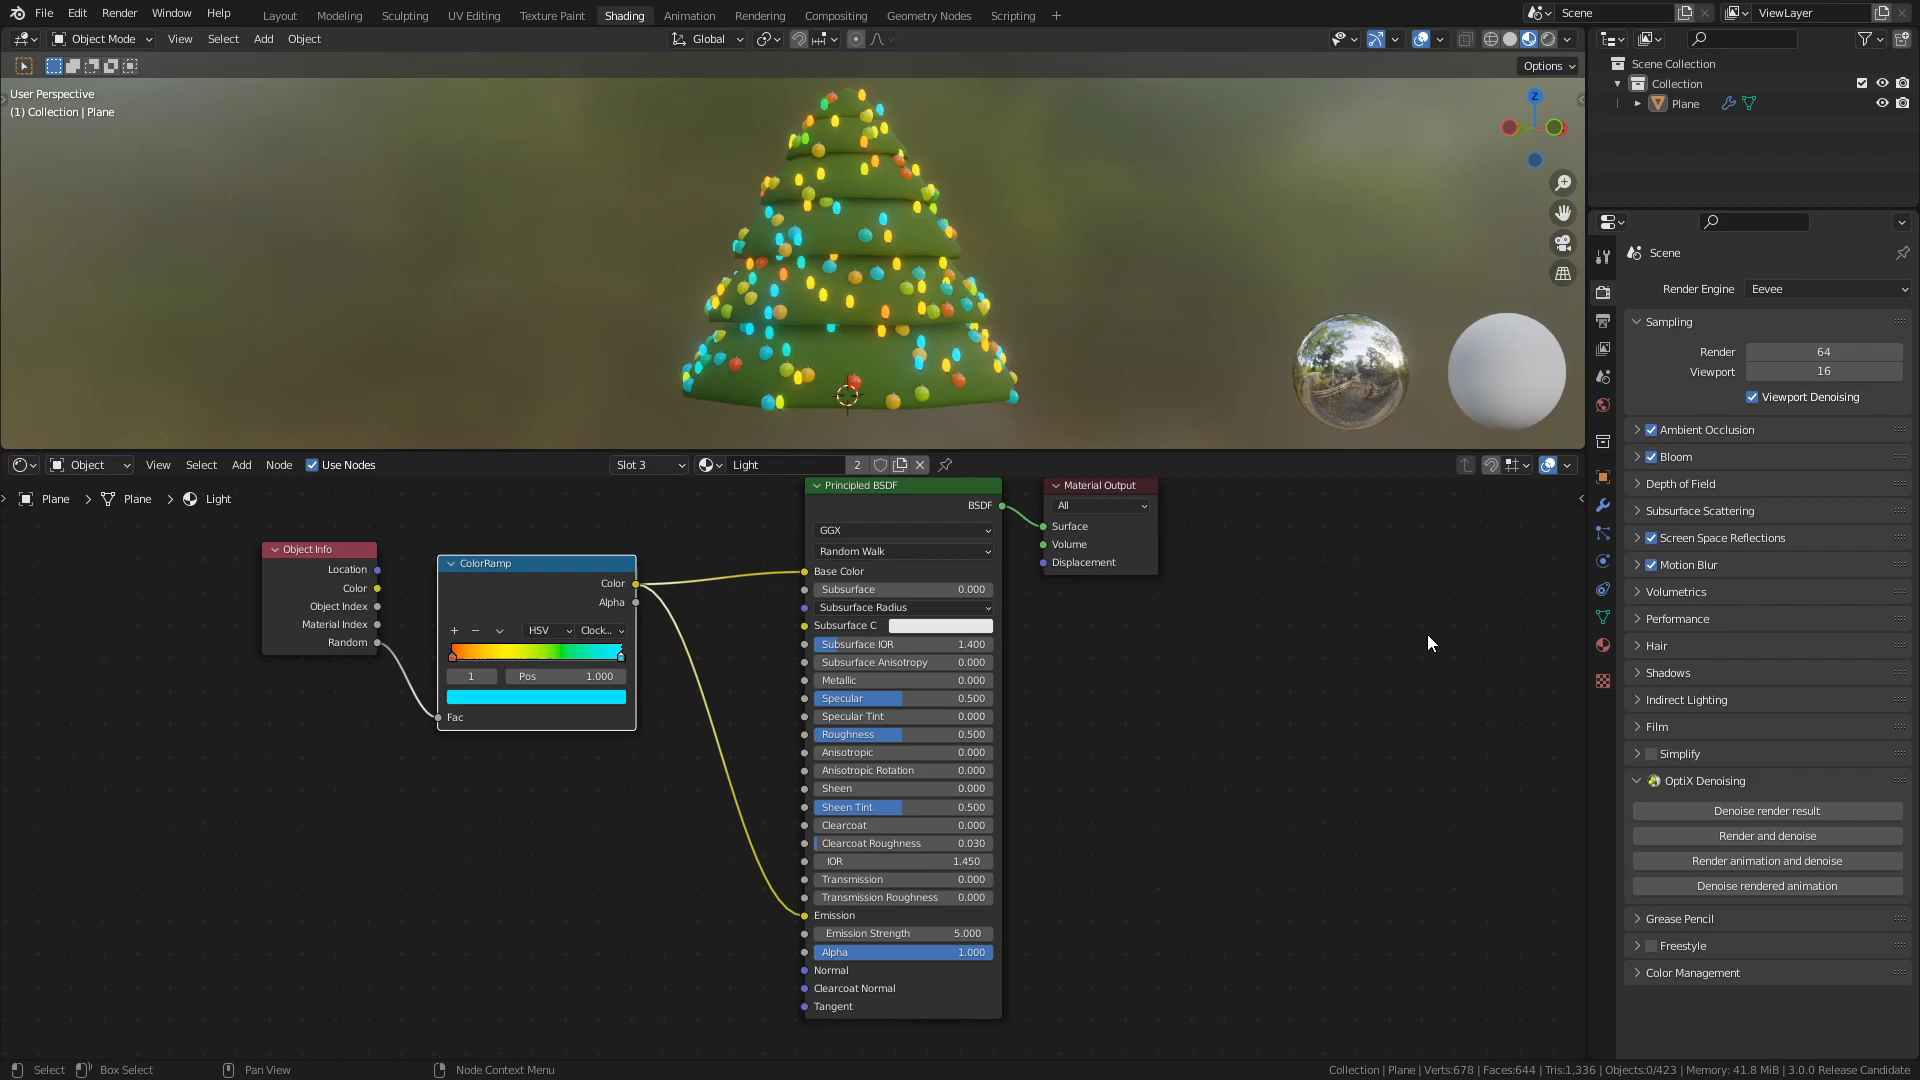 File Edit Render Window Help
Layout Modeling Sculpting UV Editing Texture Paint Shading Animation Rendering Compositing Geometry Nodes Scripting +
Scene
ViewLayer
Object Mode View Select Add Object
Global
Options
User Perspective
(1) Collection | Plane
Z
Scene Collection
Collection
Plane
Scene
Render Engine Eevee
Sampling
Render 64
Viewport 16
Viewport Denoising
Ambient Occlusion
Bloom
Depth of Field
Subsurface Scattering
Screen Space Reflections
Motion Blur
Volumetrics
Performance
Hair
Shadows
Indirect Lighting
Film
Simplify
OptiX Denoising
Denoise render result
Render and denoise
Render animation and denoise
Denoise rendered animation
Grease Pencil
Freestyle
Color Management
Object View Select Add Node Use Nodes
Slot 3
Light 2
Plane > Plane > Light
Object Info
Location
Color
Object Index
Material Index
Random
ColorRamp
Color
Alpha
+ −
HSV Clock...
1 Pos 1.000
Fac
Principled BSDF
BSDF
GGX
Random Walk
Base Color
Subsurface 0.000
Subsurface Radius
Subsurface C
Subsurface IOR 1.400
Subsurface Anisotropy 0.000
Metallic 0.000
Specular 0.500
Specular Tint 0.000
Roughness 0.500
Anisotropic 0.000
Anisotropic Rotation 0.000
Sheen 0.000
Sheen Tint 0.500
Clearcoat 0.000
Clearcoat Roughness 0.030
IOR 1.450
Transmission 0.000
Transmission Roughness 0.000
Emission
Emission Strength 5.000
Alpha 1.000
Normal
Clearcoat Normal
Tangent
Material Output
All
Surface
Volume
Displacement
Select Box Select Pan View Node Context Menu
Collection | Plane | Verts:678 | Faces:644 | Tris:1,336 | Objects:0/423 | Memory: 41.8 MiB | 3.0.0 Release Candidate